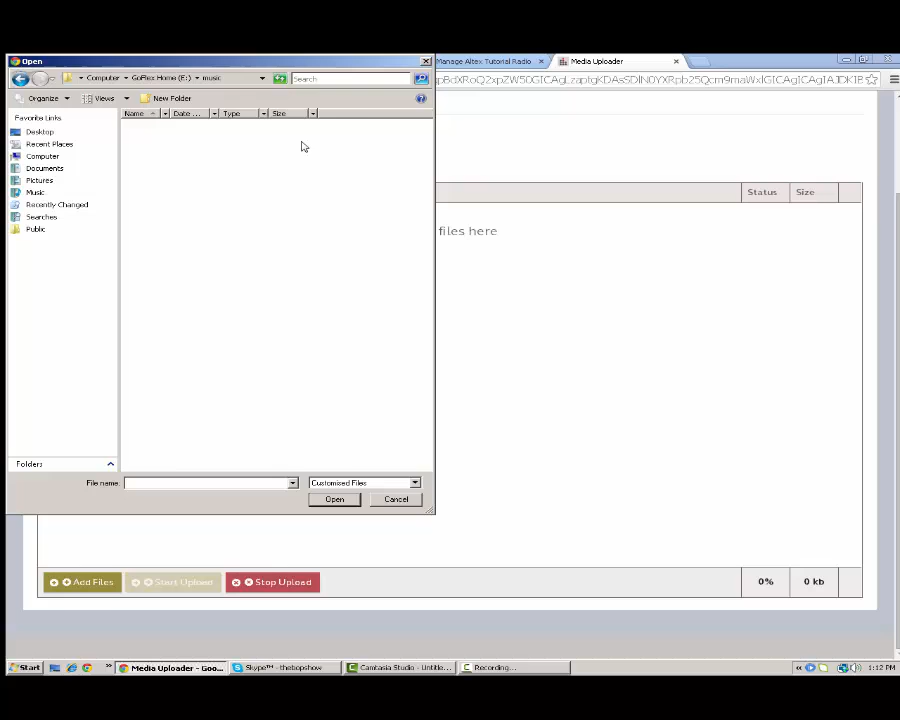 Open
Manage Altex Tutorial Radio
Media Uploader
Computer
GoFlex Home (E:)
music
Search
Organize
Views
New Folder
Name
Date ...
Type
Size
Favorite Links
Desktop
Recent Places
Computer
Documents
Pictures
Music
Recently Changed
Searches
Public
Status
Size
files here
Folders
File name:
Customised Files
Open
Cancel
Add Files
Start Upload
Stop Upload
0%
0 kb
Start
»
Media Uploader - Goo...
Skype™ - thebopshow
Camtasia Studio - Untitle...
Recording...
«
1:12 PM